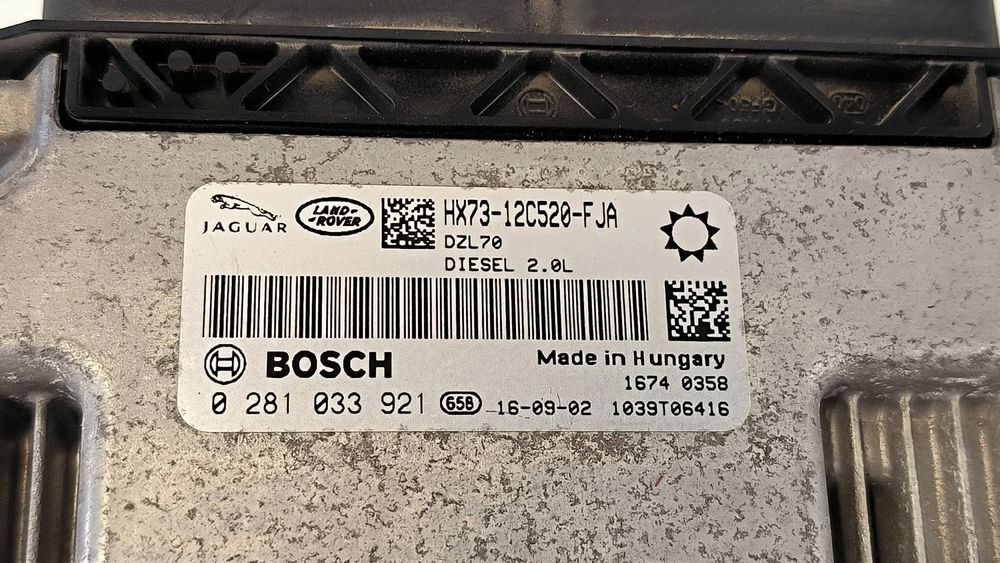 JAGUAR
LAND-
-ROVER
HX73-12C520-FJA
DZL70
DIESEL 2.0L
BOSCH
Made in Hungary
1674 0358
0 281 033 921 658 16-09-02 1039T06416